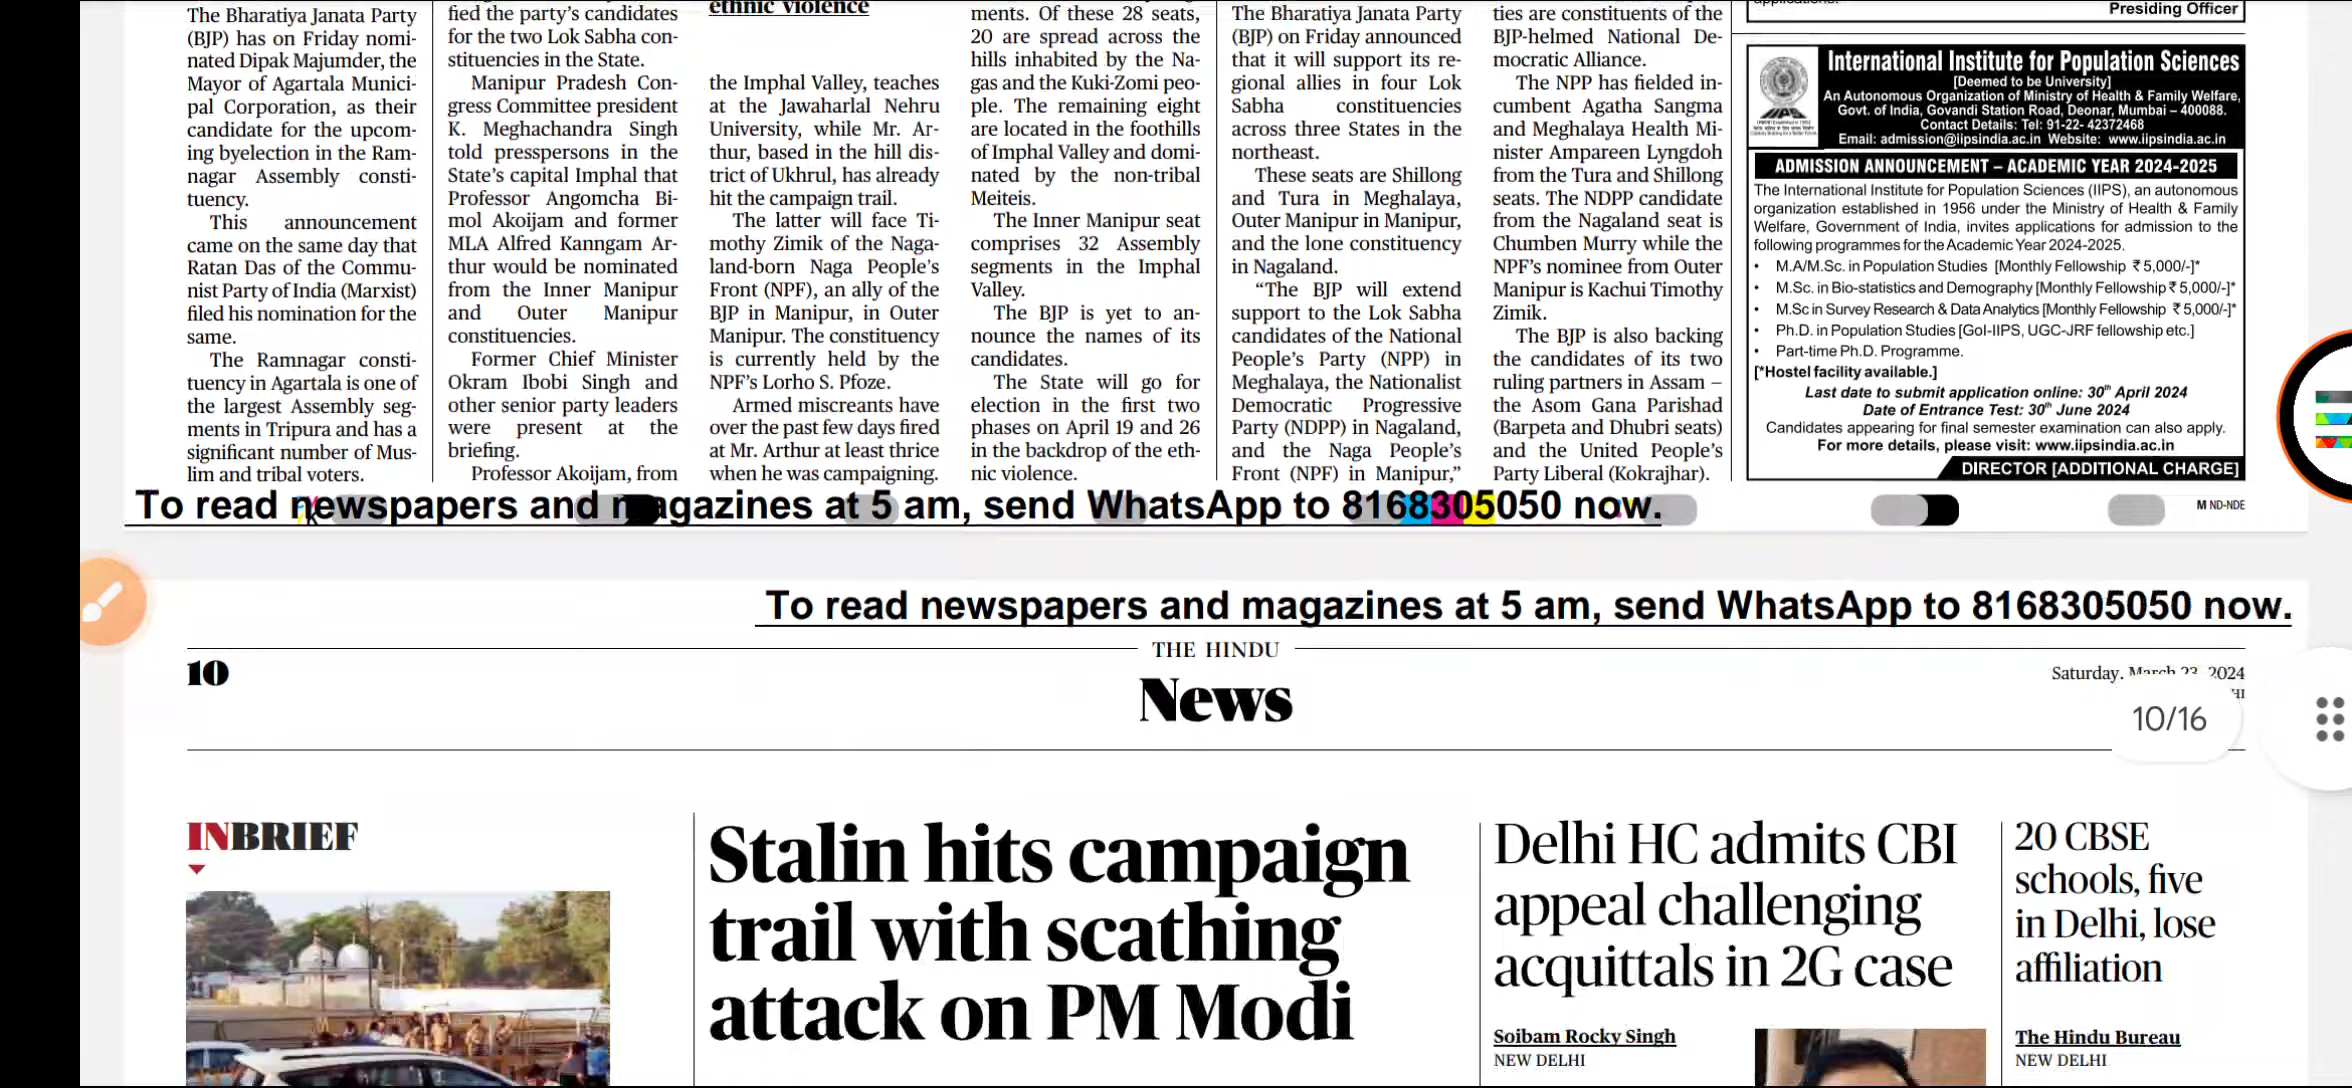 The Bharatiya Janata Party
(BJP) has on Friday nomi-
nated Dipak Majumder, the
Mayor of Agartala Munici-
pal Corporation, as their
candidate for the upcom-
ing byelection in the Ram-
nagar Assembly consti-
tuency.
This announcement
came on the same day that
Ratan Das of the Commu-
nist Party of India (Marxist)
filed his nomination for the
same.
The Ramnagar consti-
tuency in Agartala is one of
the largest Assembly seg-
ments in Tripura and has a
significant number of Mus-
lim and tribal voters.
fied the party's candidates
for the two Lok Sabha con-
stituencies in the State.
Manipur Pradesh Con-
gress Committee president
K. Meghachandra Singh
told presspersons in the
State's capital Imphal that
Professor Angomcha Bi-
mol Akoijam and former
MLA Alfred Kanngam Ar-
thur would be nominated
from the Inner Manipur
and Outer Manipur
constituencies.
Former Chief Minister
Okram Ibobi Singh and
other senior party leaders
were present at the
briefing.
Professor Akoijam, from
ethnic violence
the Imphal Valley, teaches
at the Jawaharlal Nehru
University, while Mr. Ar-
thur, based in the hill dis-
trict of Ukhrul, has already
hit the campaign trail.
The latter will face Ti-
mothy Zimik of the Naga-
land-born Naga People's
Front (NPF), an ally of the
BJP in Manipur, in Outer
Manipur. The constituency
is currently held by the
NPF's Lorho S. Pfoze.
Armed miscreants have
over the past few days fired
at Mr. Arthur at least thrice
when he was campaigning.
ments. Of these 28 seats,
20 are spread across the
hills inhabited by the Na-
gas and the Kuki-Zomi peo-
ple. The remaining eight
are located in the foothills
of Imphal Valley and domi-
nated by the non-tribal
Meiteis.
The Inner Manipur seat
comprises 32 Assembly
segments in the Imphal
Valley.
The BJP is yet to an-
nounce the names of its
candidates.
The State will go for
election in the first two
phases on April 19 and 26
in the backdrop of the eth-
nic violence.
The Bharatiya Janata Party
(BJP) on Friday announced
that it will support its re-
gional allies in four Lok
Sabha constituencies
across three States in the
northeast.
These seats are Shillong
and Tura in Meghalaya,
Outer Manipur in Manipur,
and the lone constituency
in Nagaland.
"The BJP will extend
support to the Lok Sabha
candidates of the National
People's Party (NPP) in
Meghalaya, the Nationalist
Democratic Progressive
Party (NDPP) in Nagaland,
and the Naga People's
Front (NPF) in Manipur,"
ties are constituents of the
BJP-helmed National De-
mocratic Alliance.
The NPP has fielded in-
cumbent Agatha Sangma
and Meghalaya Health Mi-
nister Ampareen Lyngdoh
from the Tura and Shillong
seats. The NDPP candidate
from the Nagaland seat is
Chumben Murry while the
NPF's nominee from Outer
Manipur is Kachui Timothy
Zimik.
The BJP is also backing
the candidates of its two
ruling partners in Assam –
the Asom Gana Parishad
(Barpeta and Dhubri seats)
and the United People's
Party Liberal (Kokrajhar).
Presiding Officer
International Institute for Population Sciences
[Deemed to be University]
An Autonomous Organization of Ministry of Health & Family Welfare,
Govt. of India, Govandi Station Road, Deonar, Mumbai – 400088.
Contact Details: Tel: 91-22- 42372468
Email: admission@iipsindia.ac.in Website: www.iipsindia.ac.in
ADMISSION ANNOUNCEMENT – ACADEMIC YEAR 2024-2025
The International Institute for Population Sciences (IIPS), an autonomous
organization established in 1956 under the Ministry of Health & Family
Welfare, Government of India, invites applications for admission to the
following programmes for the Academic Year 2024-2025.
• M.A/M.Sc. in Population Studies [Monthly Fellowship ₹ 5,000/-]*
• M.Sc. in Bio-statistics and Demography [Monthly Fellowship ₹ 5,000/-]*
• M.Sc in Survey Research & Data Analytics [Monthly Fellowship ₹ 5,000/-]*
• Ph.D. in Population Studies [GoI-IIPS, UGC-JRF fellowship etc.]
• Part-time Ph.D. Programme.
[*Hostel facility available.]
Last date to submit application online: 30th April 2024
Date of Entrance Test: 30th June 2024
Candidates appearing for final semester examination can also apply.
For more details, please visit: www.iipsindia.ac.in
DIRECTOR [ADDITIONAL CHARGE]
To read newspapers and magazines at 5 am, send WhatsApp to 8168305050 now.
M ND-NDE
To read newspapers and magazines at 5 am, send WhatsApp to 8168305050 now.
THE HINDU
10
News
Saturday, March 23, 2024
10/16
INBRIEF
Stalin hits campaign
trail with scathing
attack on PM Modi
Delhi HC admits CBI
appeal challenging
acquittals in 2G case
Soibam Rocky Singh
NEW DELHI
20 CBSE
schools, five
in Delhi, lose
affiliation
The Hindu Bureau
NEW DELHI